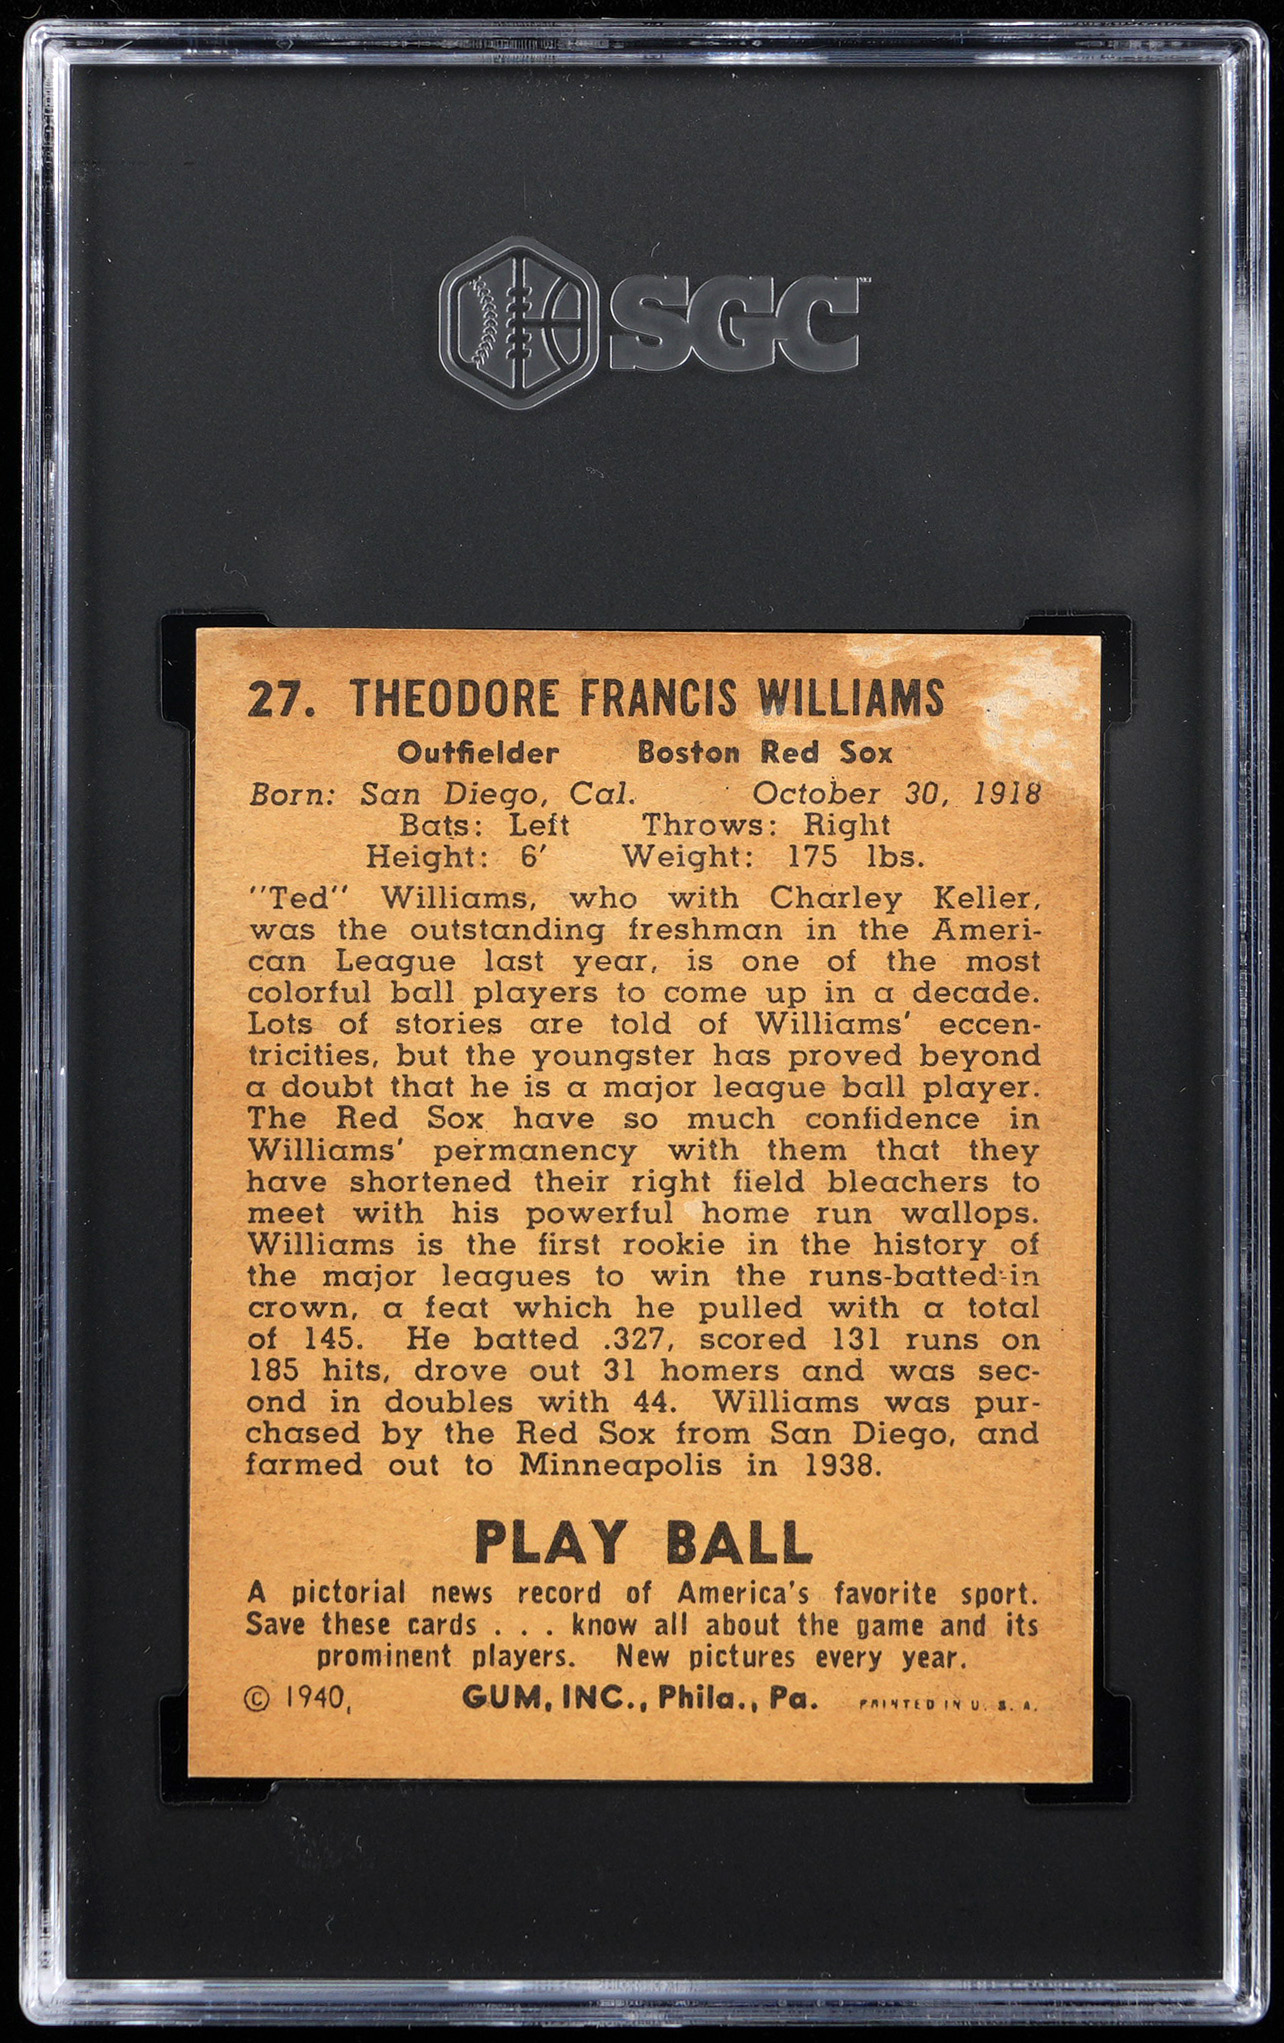 SGC
27. THEODORE FRANCIS WILLIAMS
Outfielder Boston Red Sox
Born: San Diego, Cal. October 30, 1918
Bats: Left Throws: Right
Height: 6′ Weight: 175 lbs.
"Ted" Williams, who with Charley Keller,
was the outstanding freshman in the Ameri-
can League last year, is one of the most
colorful ball players to come up in a decade.
Lots of stories are told of Williams' eccen-
tricities, but the youngster has proved beyond
a doubt that he is a major league ball player.
The Red Sox have so much confidence in
Williams' permanency with them that they
have shortened their right field bleachers to
meet with his powerful home run wallops.
Williams is the first rookie in the history of
the major leagues to win the runs-batted-in
crown, a feat which he pulled with a total
of 145. He batted .327, scored 131 runs on
185 hits, drove out 31 homers and was sec-
ond in doubles with 44. Williams was pur-
chased by the Red Sox from San Diego, and
farmed out to Minneapolis in 1938.
PLAY BALL
A pictorial news record of America's favorite sport.
Save these cards . . . know all about the game and its
prominent players. New pictures every year.
© 1940, GUM, INC., Phila., Pa. PRINTED IN U. S. A.